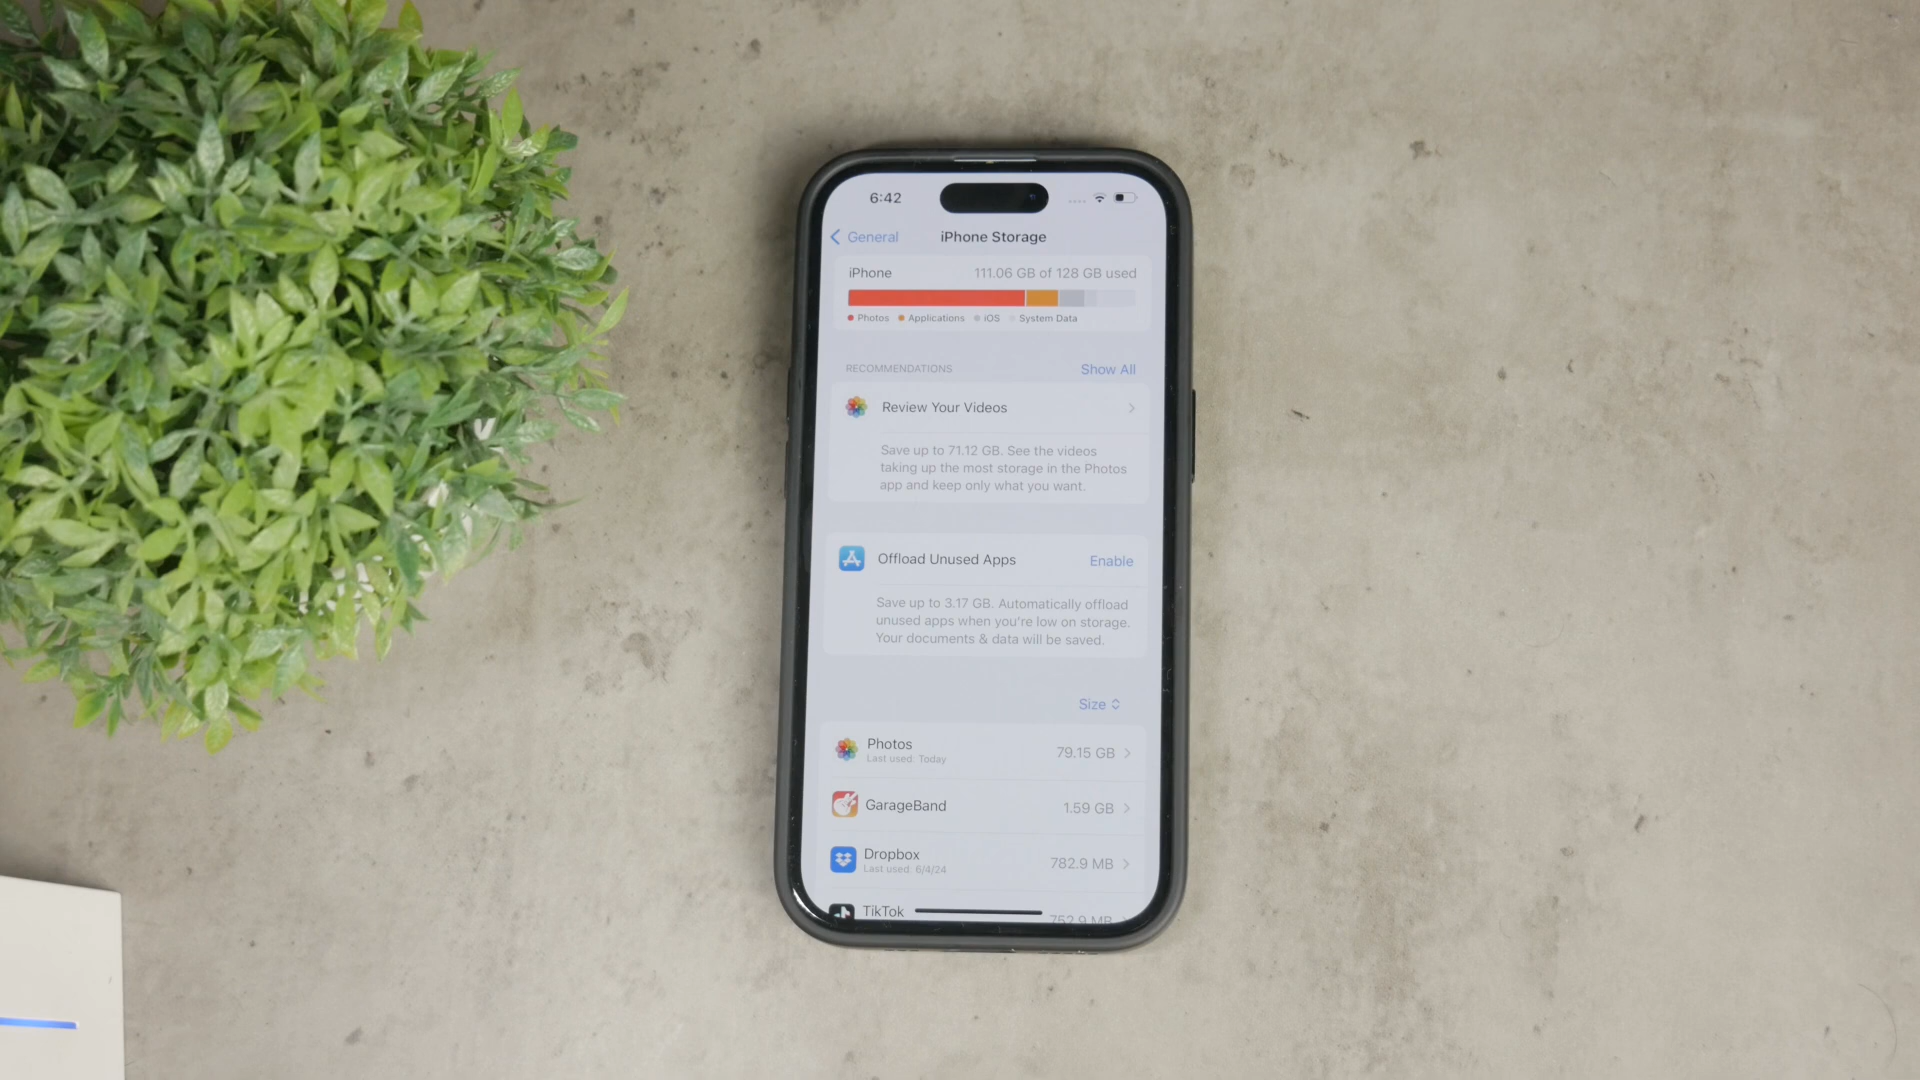 6:42
General
iPhone Storage
iPhone 111.06 GB of 128 GB used
Photos Applications iOS System Data
RECOMMENDATIONS Show All
Review Your Videos
Save up to 71.12 GB. See the videos
taking up the most storage in the Photos
app and keep only what you want.
Offload Unused Apps Enable
Save up to 3.17 GB. Automatically offload
unused apps when you're low on storage.
Your documents & data will be saved.
Size
Photos 79.15 GB
Last used: Today
GarageBand 1.59 GB
Dropbox 782.9 MB
Last used: 6/4/24
TikTok 752.9 MB